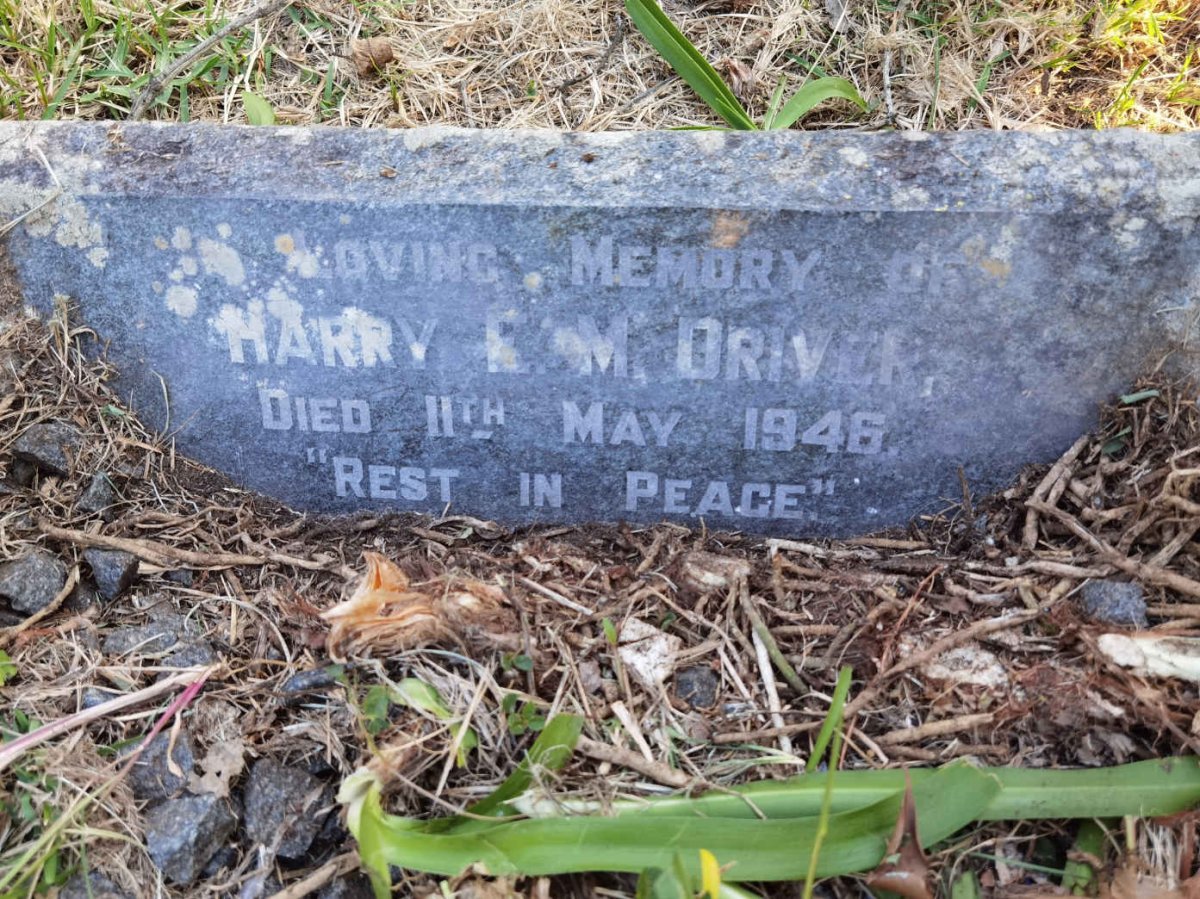 Loving Memory of
Harry E. M. Driver,
Died 11th May 1946.
"Rest in Peace"